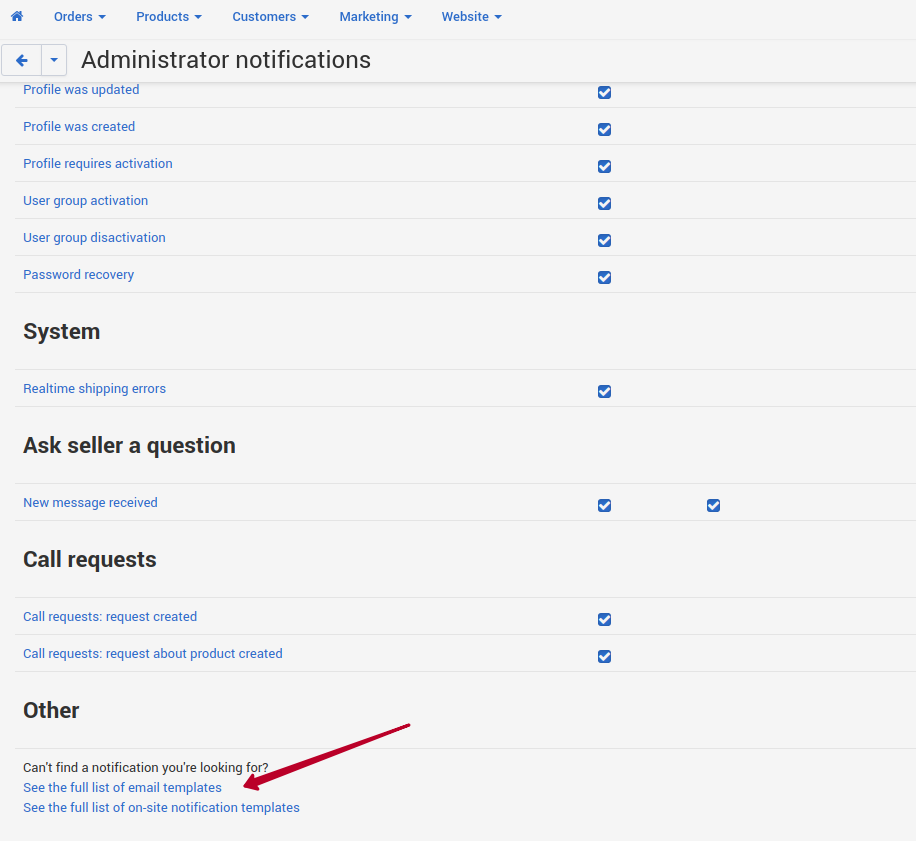 Orders Products Customers Marketing Website
Administrator notifications
Profile was updated
Profile was created
Profile requires activation
User group activation
User group disactivation
Password recovery
System
Realtime shipping errors
Ask seller a question
New message received
Call requests
Call requests: request created
Call requests: request about product created
Other
Can't find a notification you're looking for?
See the full list of email templates
See the full list of on-site notification templates